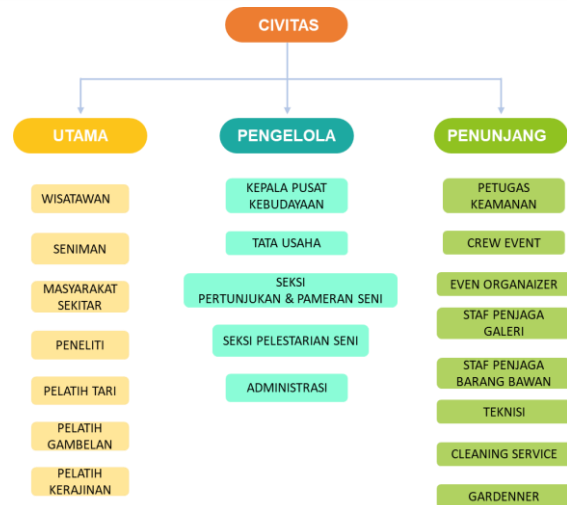 CIVITAS
UTAMA
WISATAWAN
SENIMAN
MASYARAKAT
SEKITAR
PENELITI
PELATIH TARI
PELATIH
GAMBELAN
PELATIH
KERAJINAN
PENGELOLA
KEPALA PUSAT
KEBUDAYAAN
TATA USAHA
SEKSI
PERTUNJUKAN & PAMERAN SENI
SEKSI PELESTARIAN SENI
ADMINISTRASI
PENUNJANG
PETUGAS
KEAMANAN
CREW EVENT
EVEN ORGANAIZER
STAF PENJAGA
GALERI
STAF PENJAGA
BARANG BAWAN
TEKNISI
CLEANING SERVICE
GARDENNER